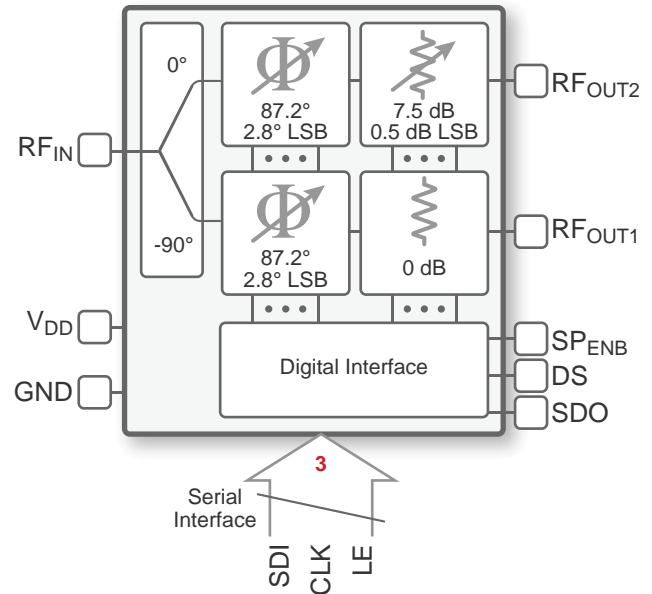 0°
Φ
87.2°
2.8° LSB
7.5 dB
0.5 dB LSB
RFOUT2
RFIN
• • •
• • •
-90°
Φ
87.2°
2.8° LSB
0 dB
RFOUT1
• • •
• • •
VDD
GND
Digital Interface
SPENB
DS
SDO
3
Serial
Interface
SDI
CLK
LE